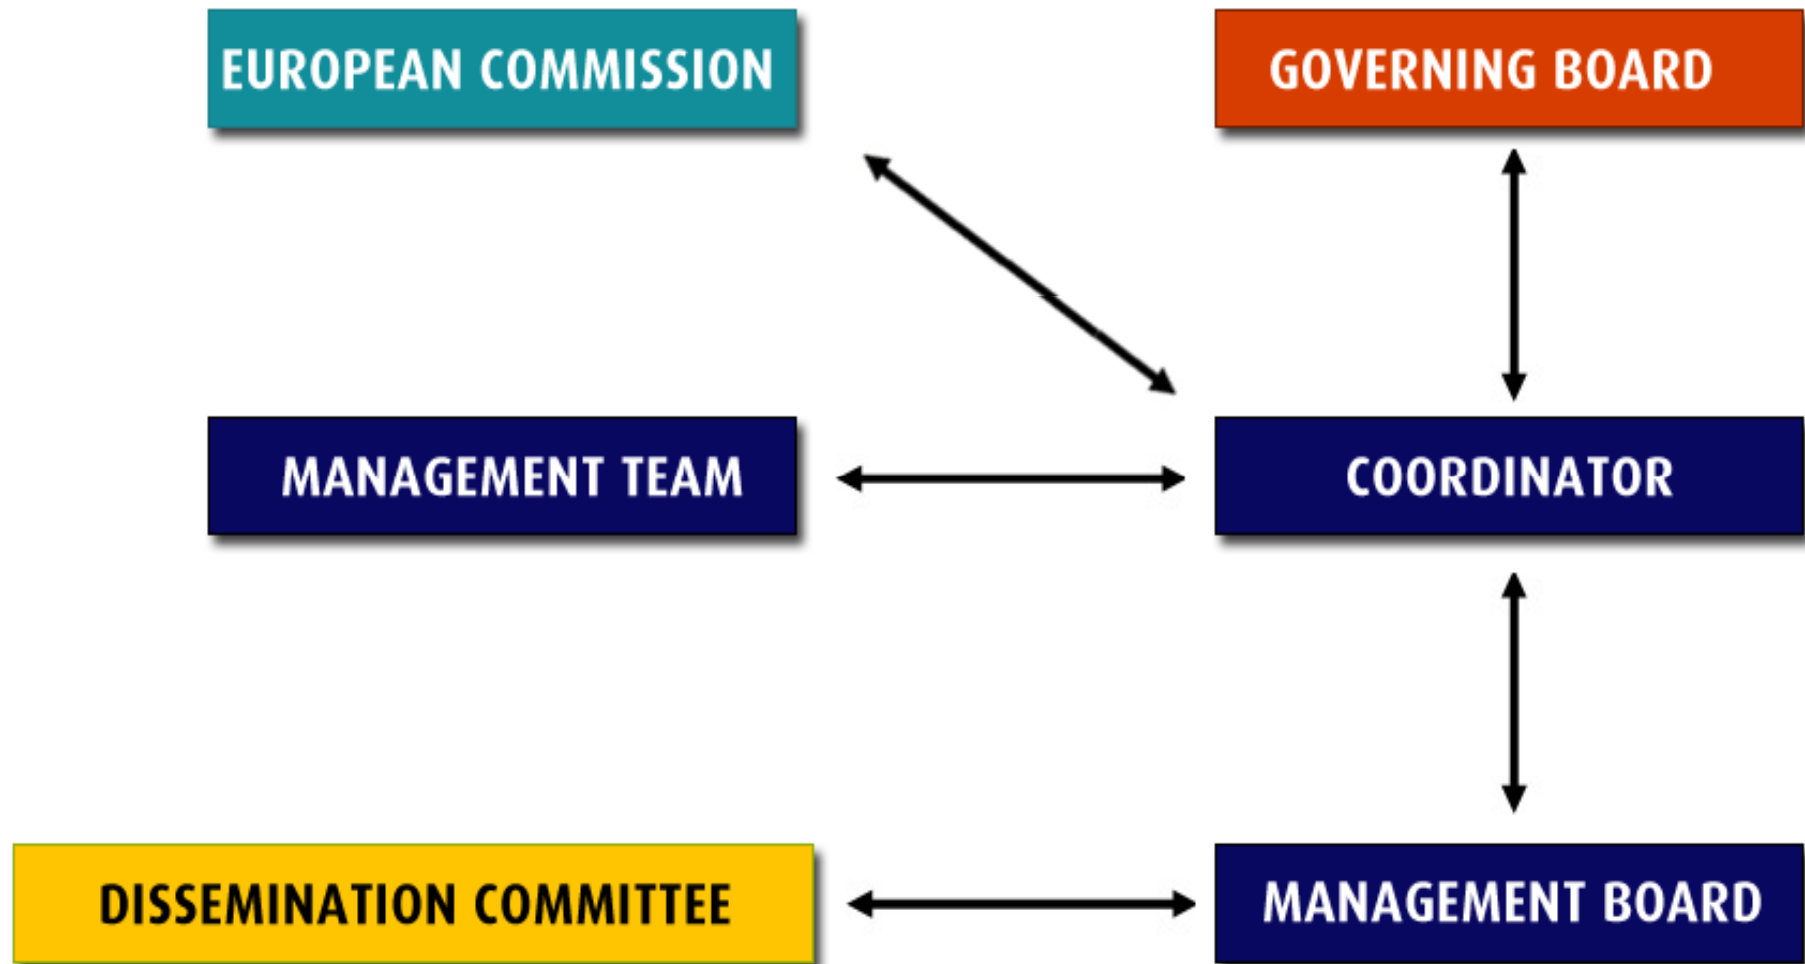 EUROPEAN COMMISSION
GOVERNING BOARD
MANAGEMENT TEAM
COORDINATOR
DISSEMINATION COMMITTEE
MANAGEMENT BOARD